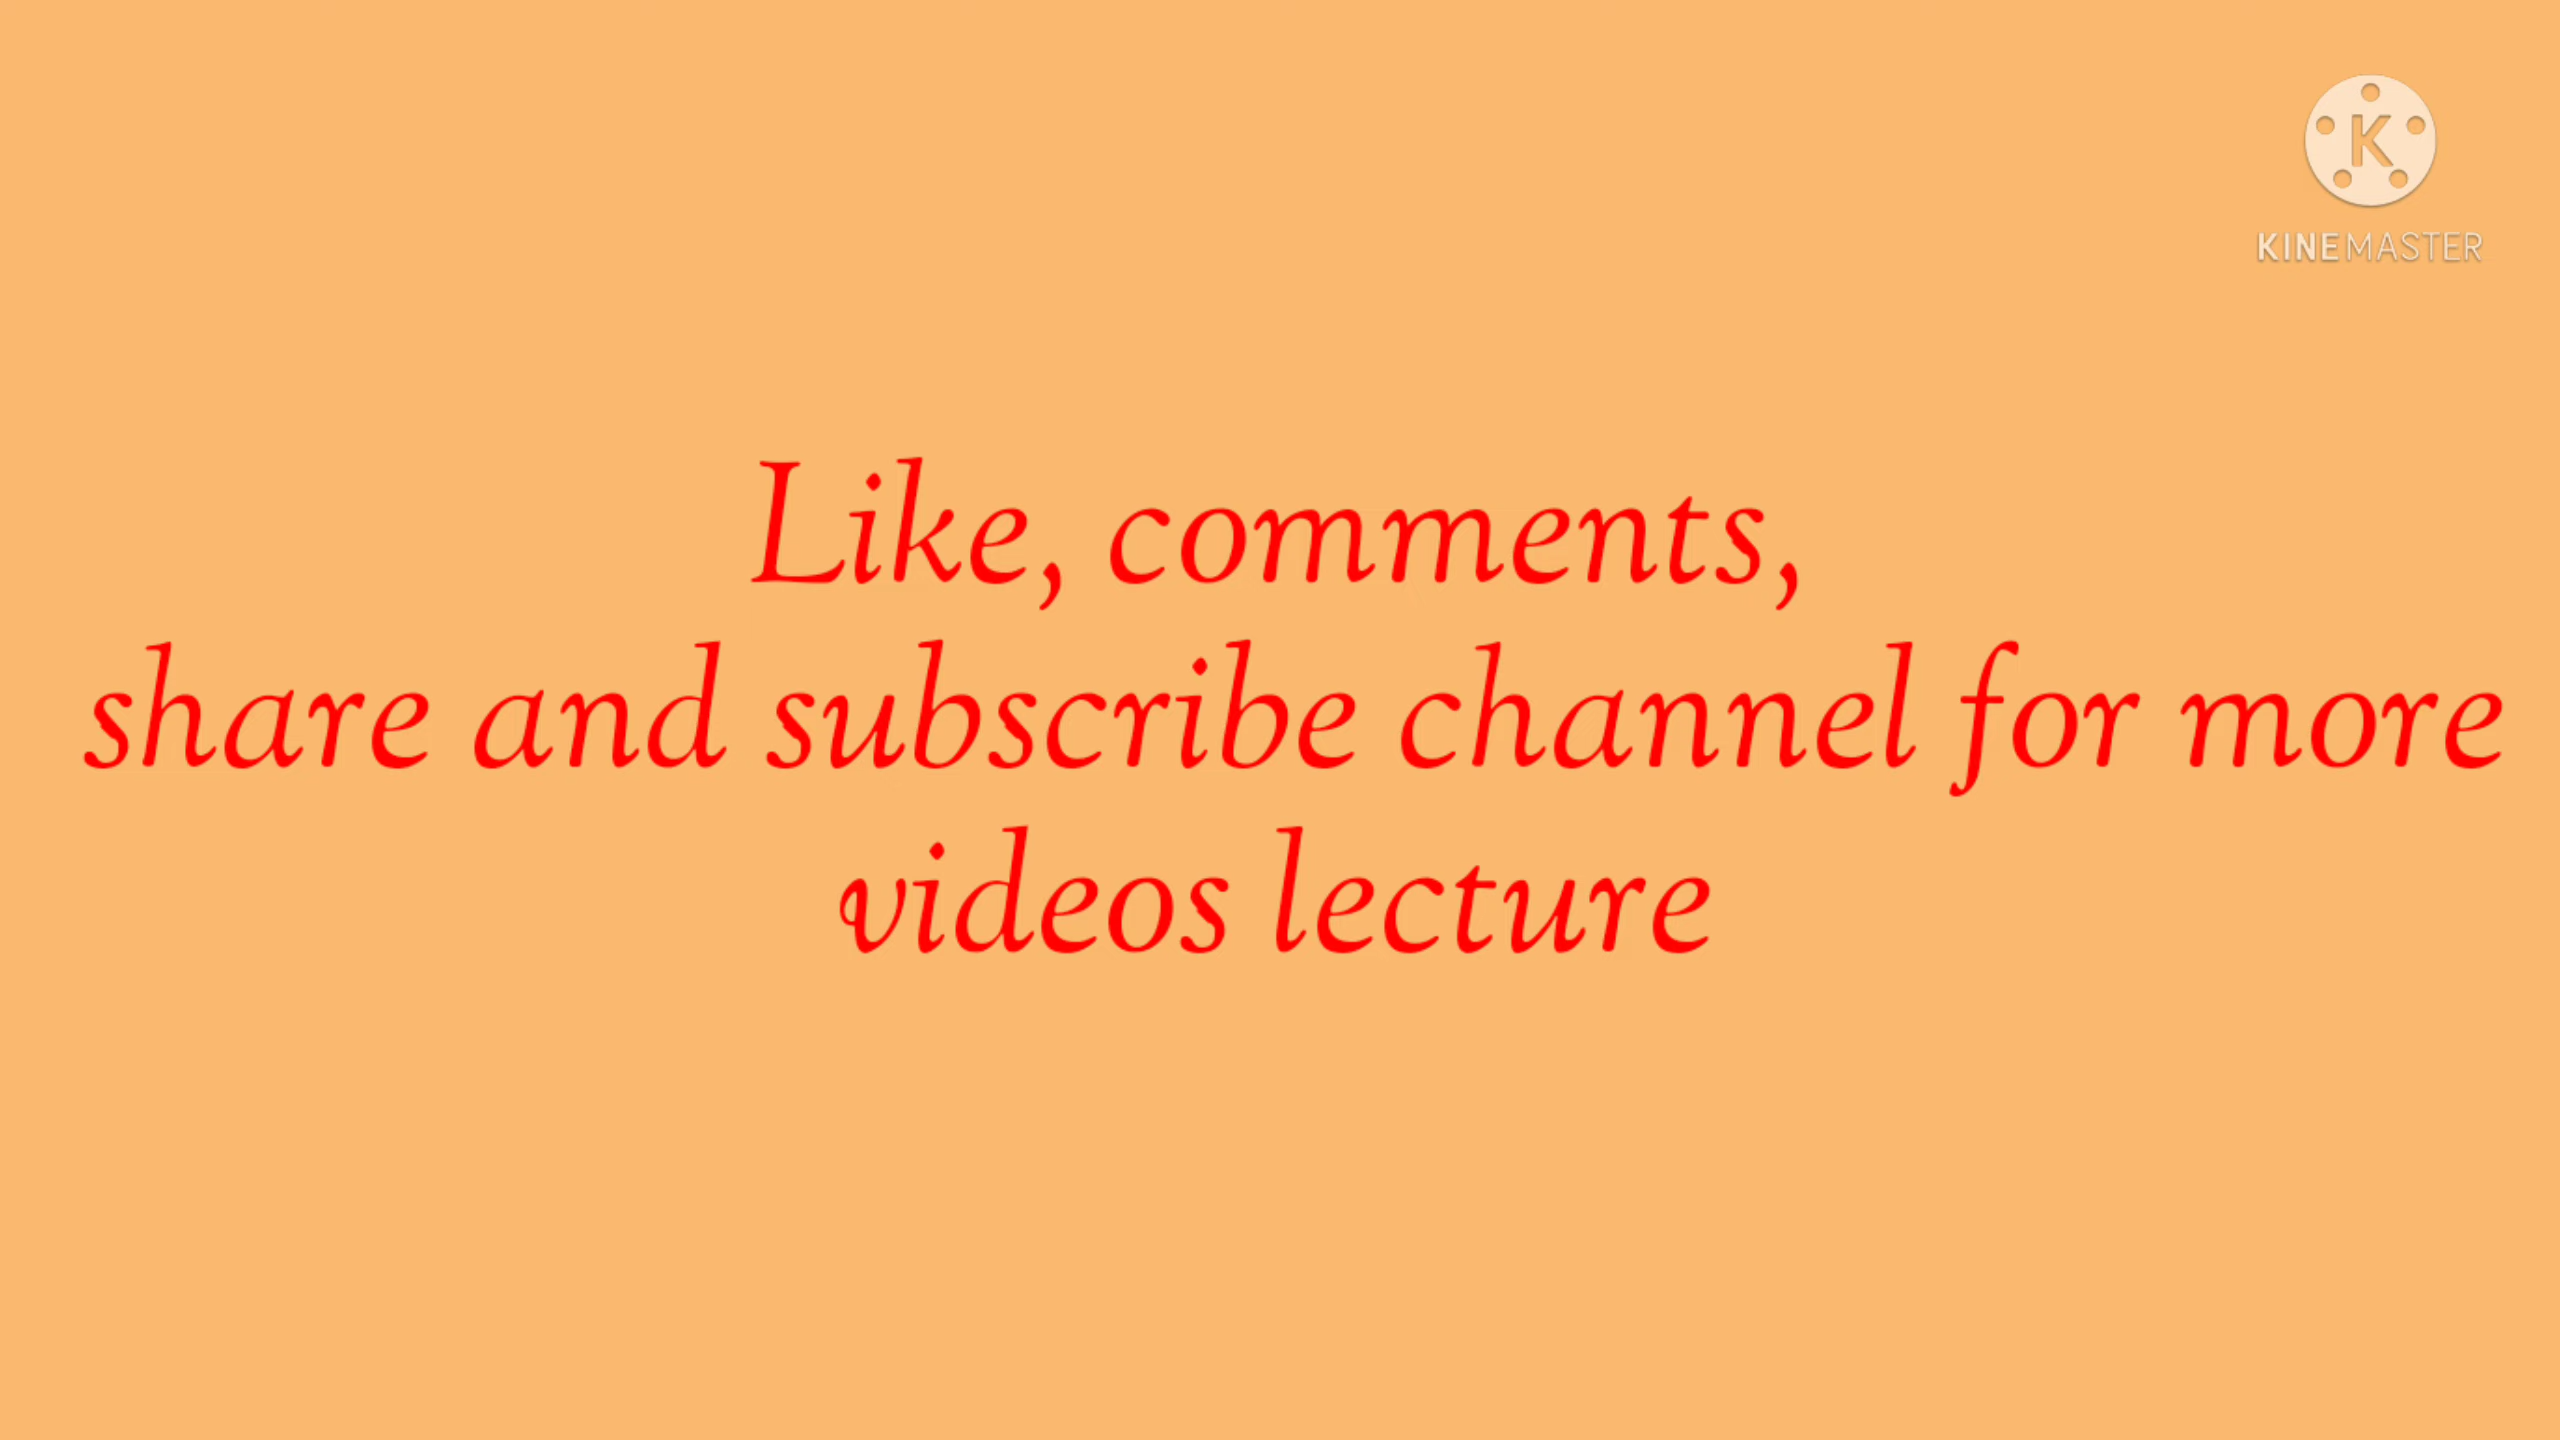 K
KINEMASTER
Like, comments,
share and subscribe channel for more
videos lecture